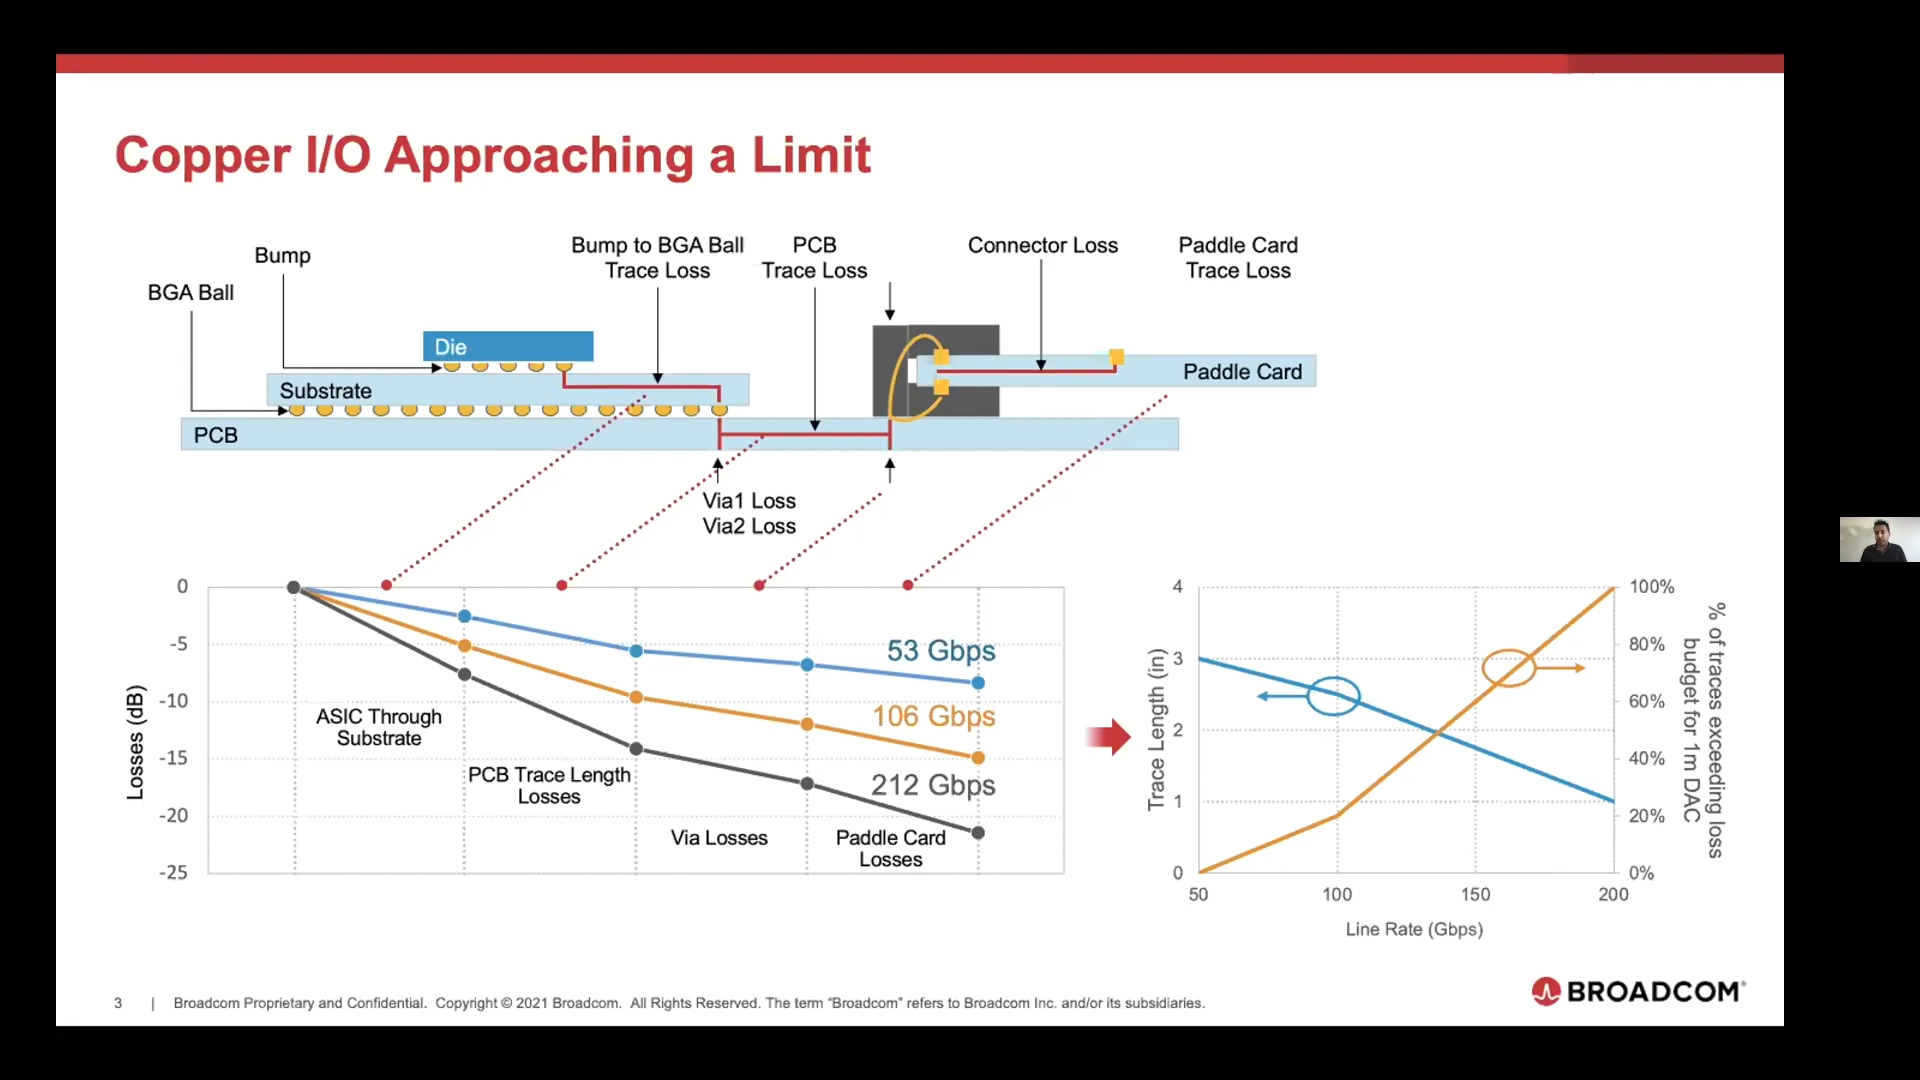 Copper I/O Approaching a Limit
Bump
BGA Ball
Bump to BGA Ball
Trace Loss
PCB
Trace Loss
Connector Loss
Paddle Card
Trace Loss
Die
Substrate
PCB
Paddle Card
Via1 Loss
Via2 Loss
0
-5
-10
-15
-20
-25
Losses (dB)
ASIC Through
Substrate
PCB Trace Length
Losses
Via Losses
Paddle Card
Losses
53 Gbps
106 Gbps
212 Gbps
4
3
2
1
0
Trace Length (in)
50
100
150
200
Line Rate (Gbps)
100%
80%
60%
40%
20%
0%
% of traces exceeding loss
budget for 1m DAC
3 | Broadcom Proprietary and Confidential. Copyright © 2021 Broadcom. All Rights Reserved. The term “Broadcom” refers to Broadcom Inc. and/or its subsidiaries.
BROADCOM®